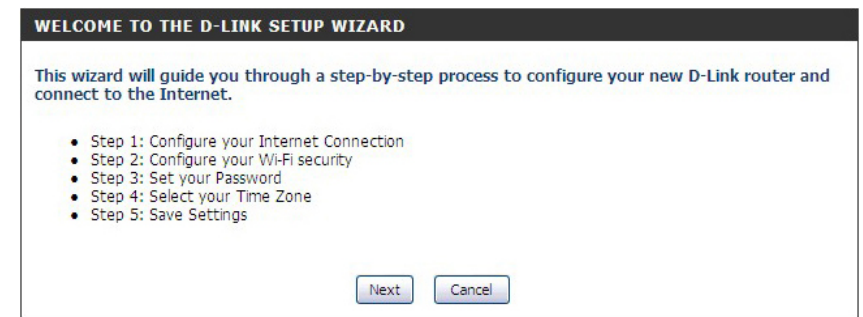 WELCOME TO THE D-LINK SETUP WIZARD
This wizard will guide you through a step-by-step process to configure your new D-Link router and
connect to the Internet.
• Step 1: Configure your Internet Connection
• Step 2: Configure your Wi-Fi security
• Step 3: Set your Password
• Step 4: Select your Time Zone
• Step 5: Save Settings
Next Cancel